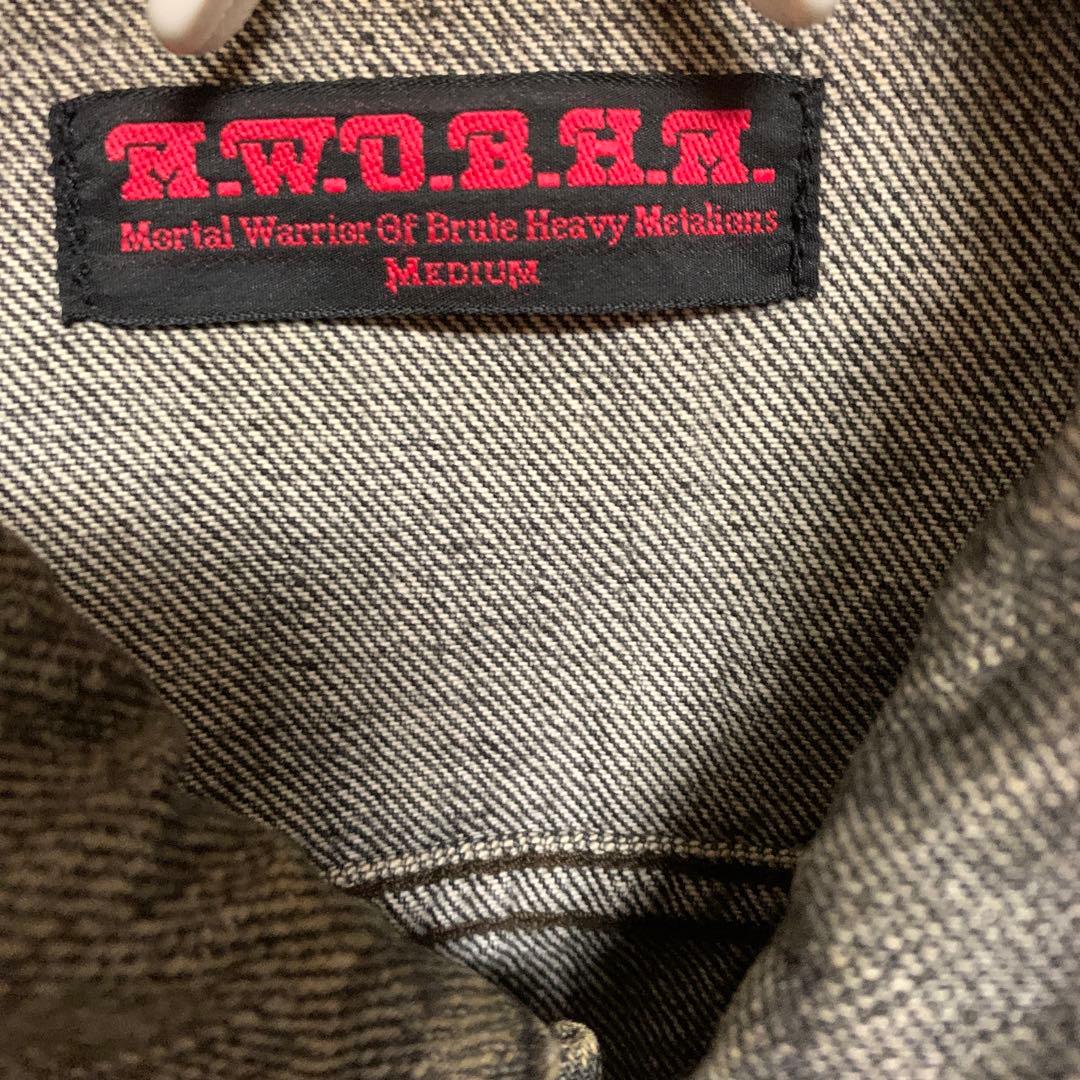 M.W.O.B.H.M.
Mortal Warrior Of Brute Heavy Metalions
MEDIUM